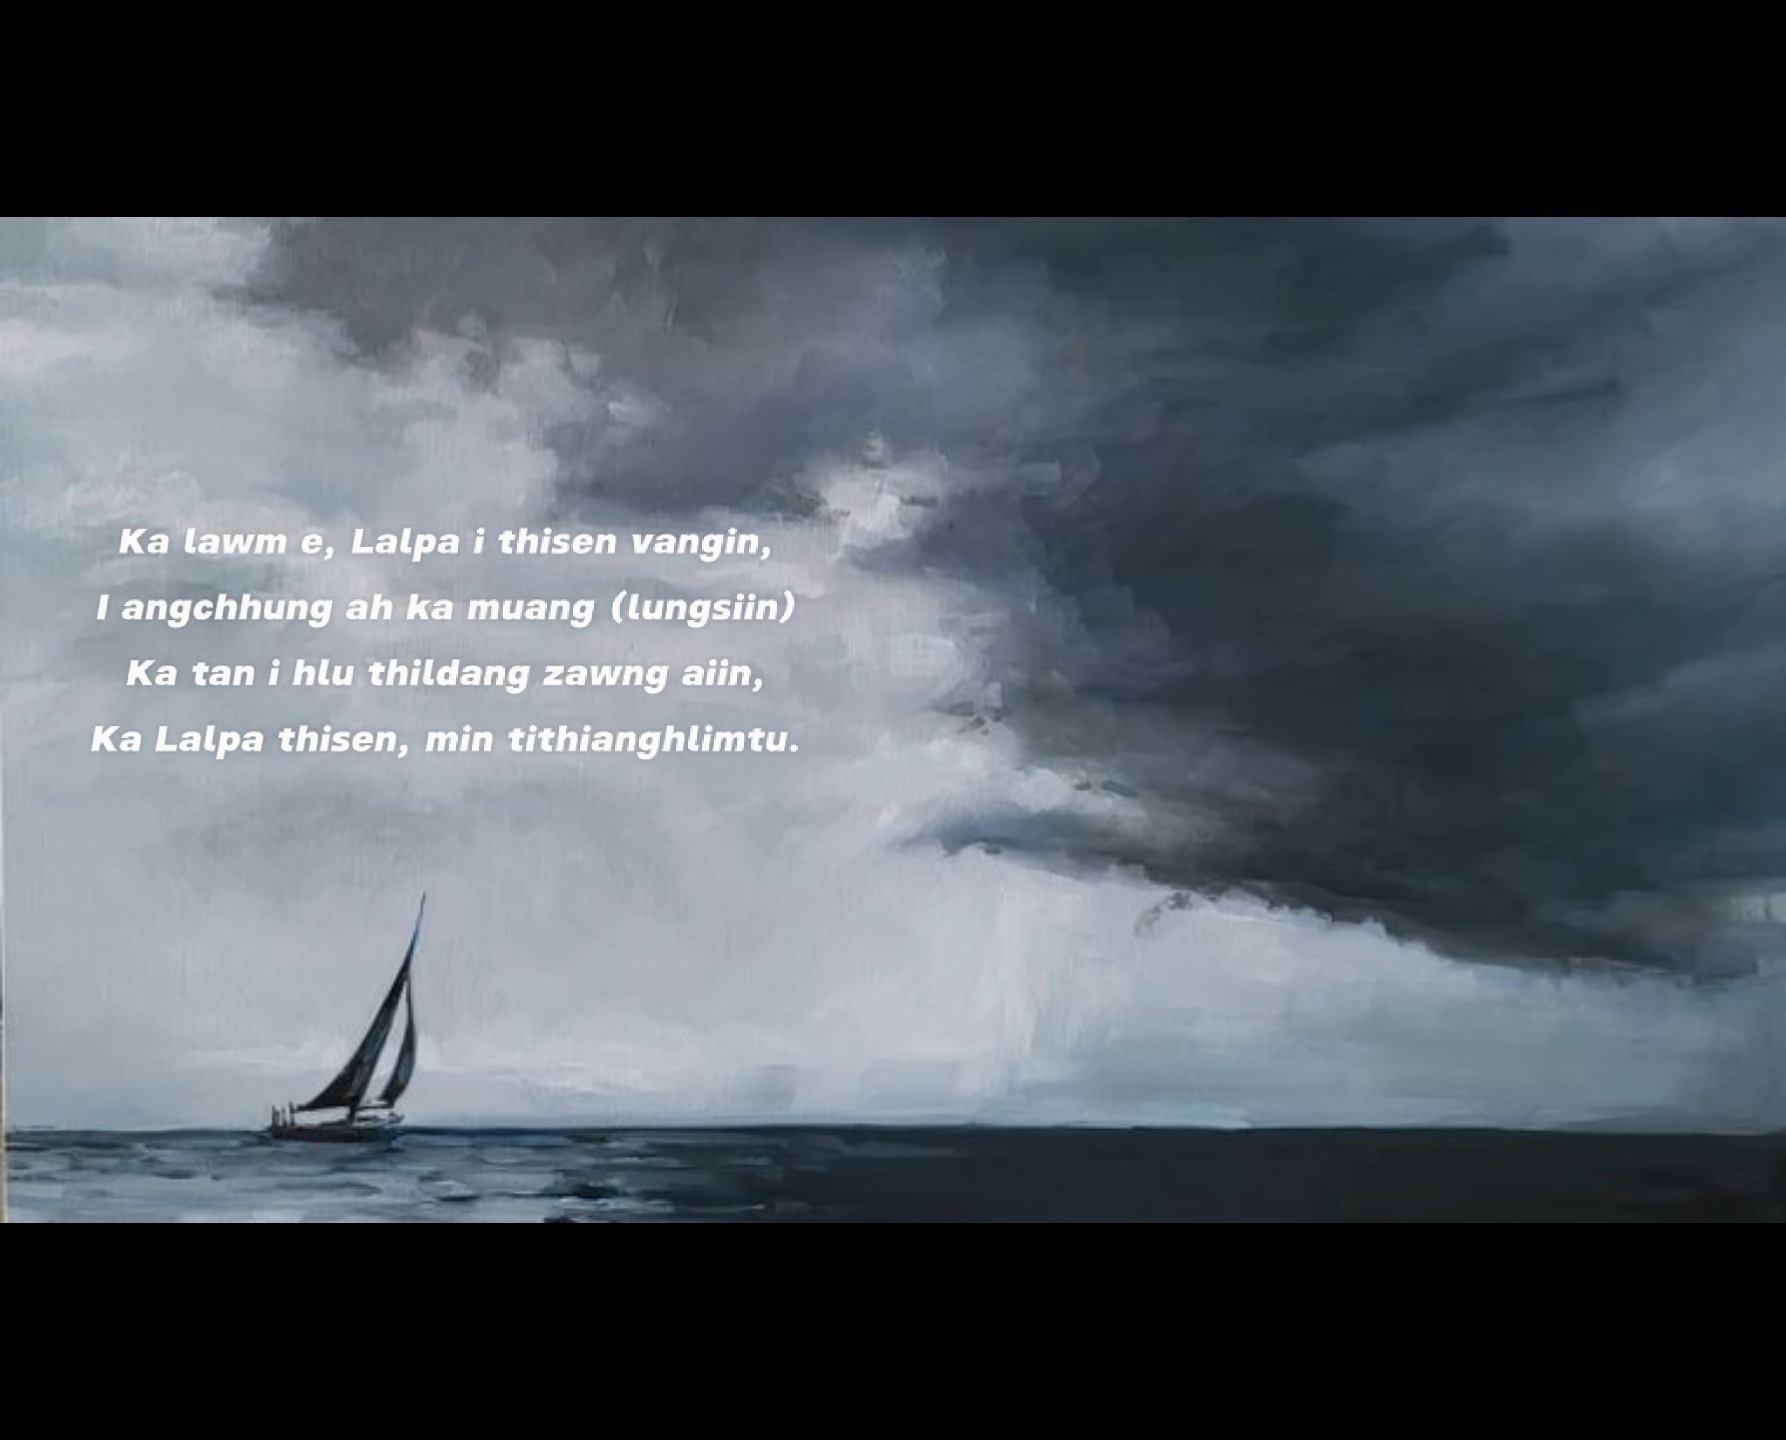 Ka lawm e, Lalpa i thisen vangin,
I angchhung ah ka muang (lungsiin)
Ka tan i hlu thildang zawng aiin,
Ka Lalpa thisen, min tithianghlimtu.